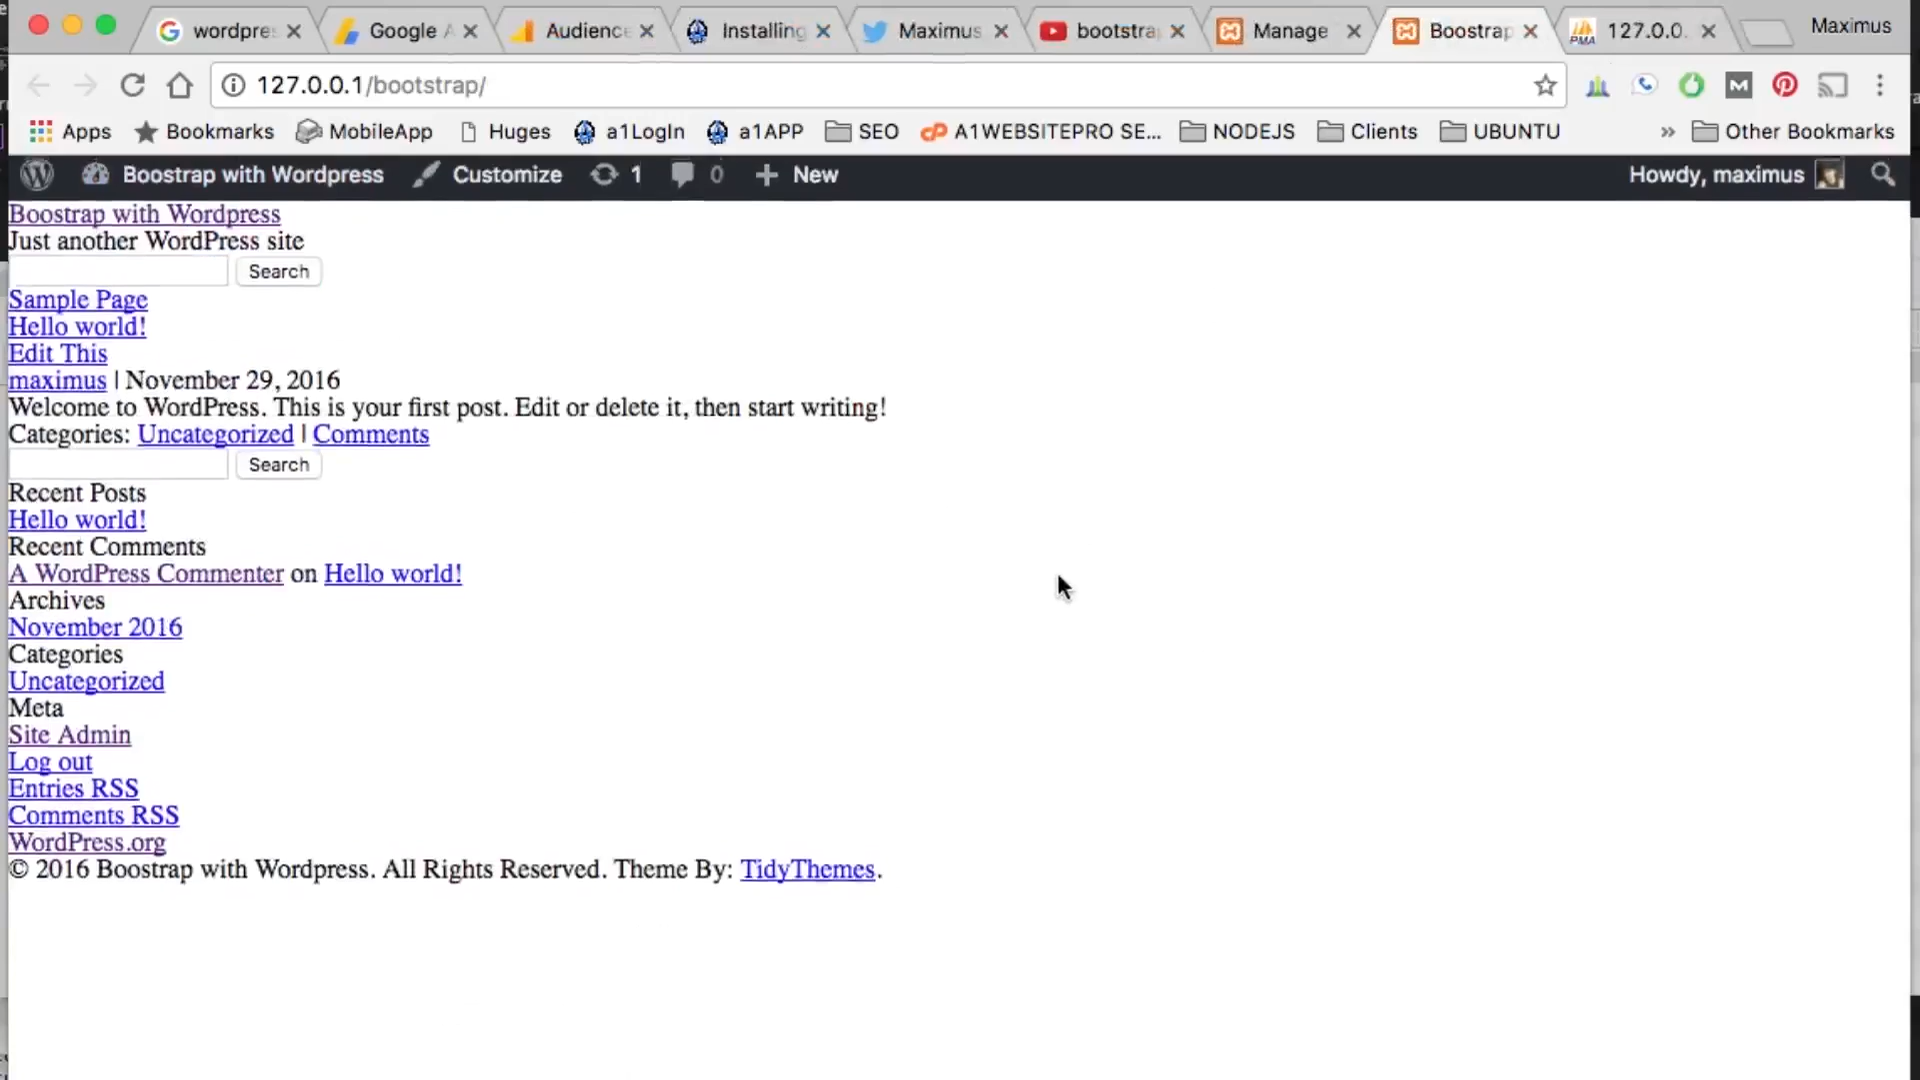 wordpre
Google A
Audience
Installing
Maximus
bootstra
Manage
Boostrap
127.0.0.
Maximus
127.0.0.1/bootstrap/
Apps
Bookmarks
MobileApp
Huges
a1LogIn
a1APP
SEO
A1WEBSITEPRO SE...
NODEJS
Clients
UBUNTU
»
Other Bookmarks
Boostrap with Wordpress
Customize
1
0
New
Howdy, maximus
Boostrap with Wordpress
Just another WordPress site
Search
Sample Page
Hello world!
Edit This
maximus | November 29, 2016
Welcome to WordPress. This is your first post. Edit or delete it, then start writing!
Categories: Uncategorized | Comments
Search
Recent Posts
Hello world!
Recent Comments
A WordPress Commenter on Hello world!
Archives
November 2016
Categories
Uncategorized
Meta
Site Admin
Log out
Entries RSS
Comments RSS
WordPress.org
© 2016 Boostrap with Wordpress. All Rights Reserved. Theme By: TidyThemes.